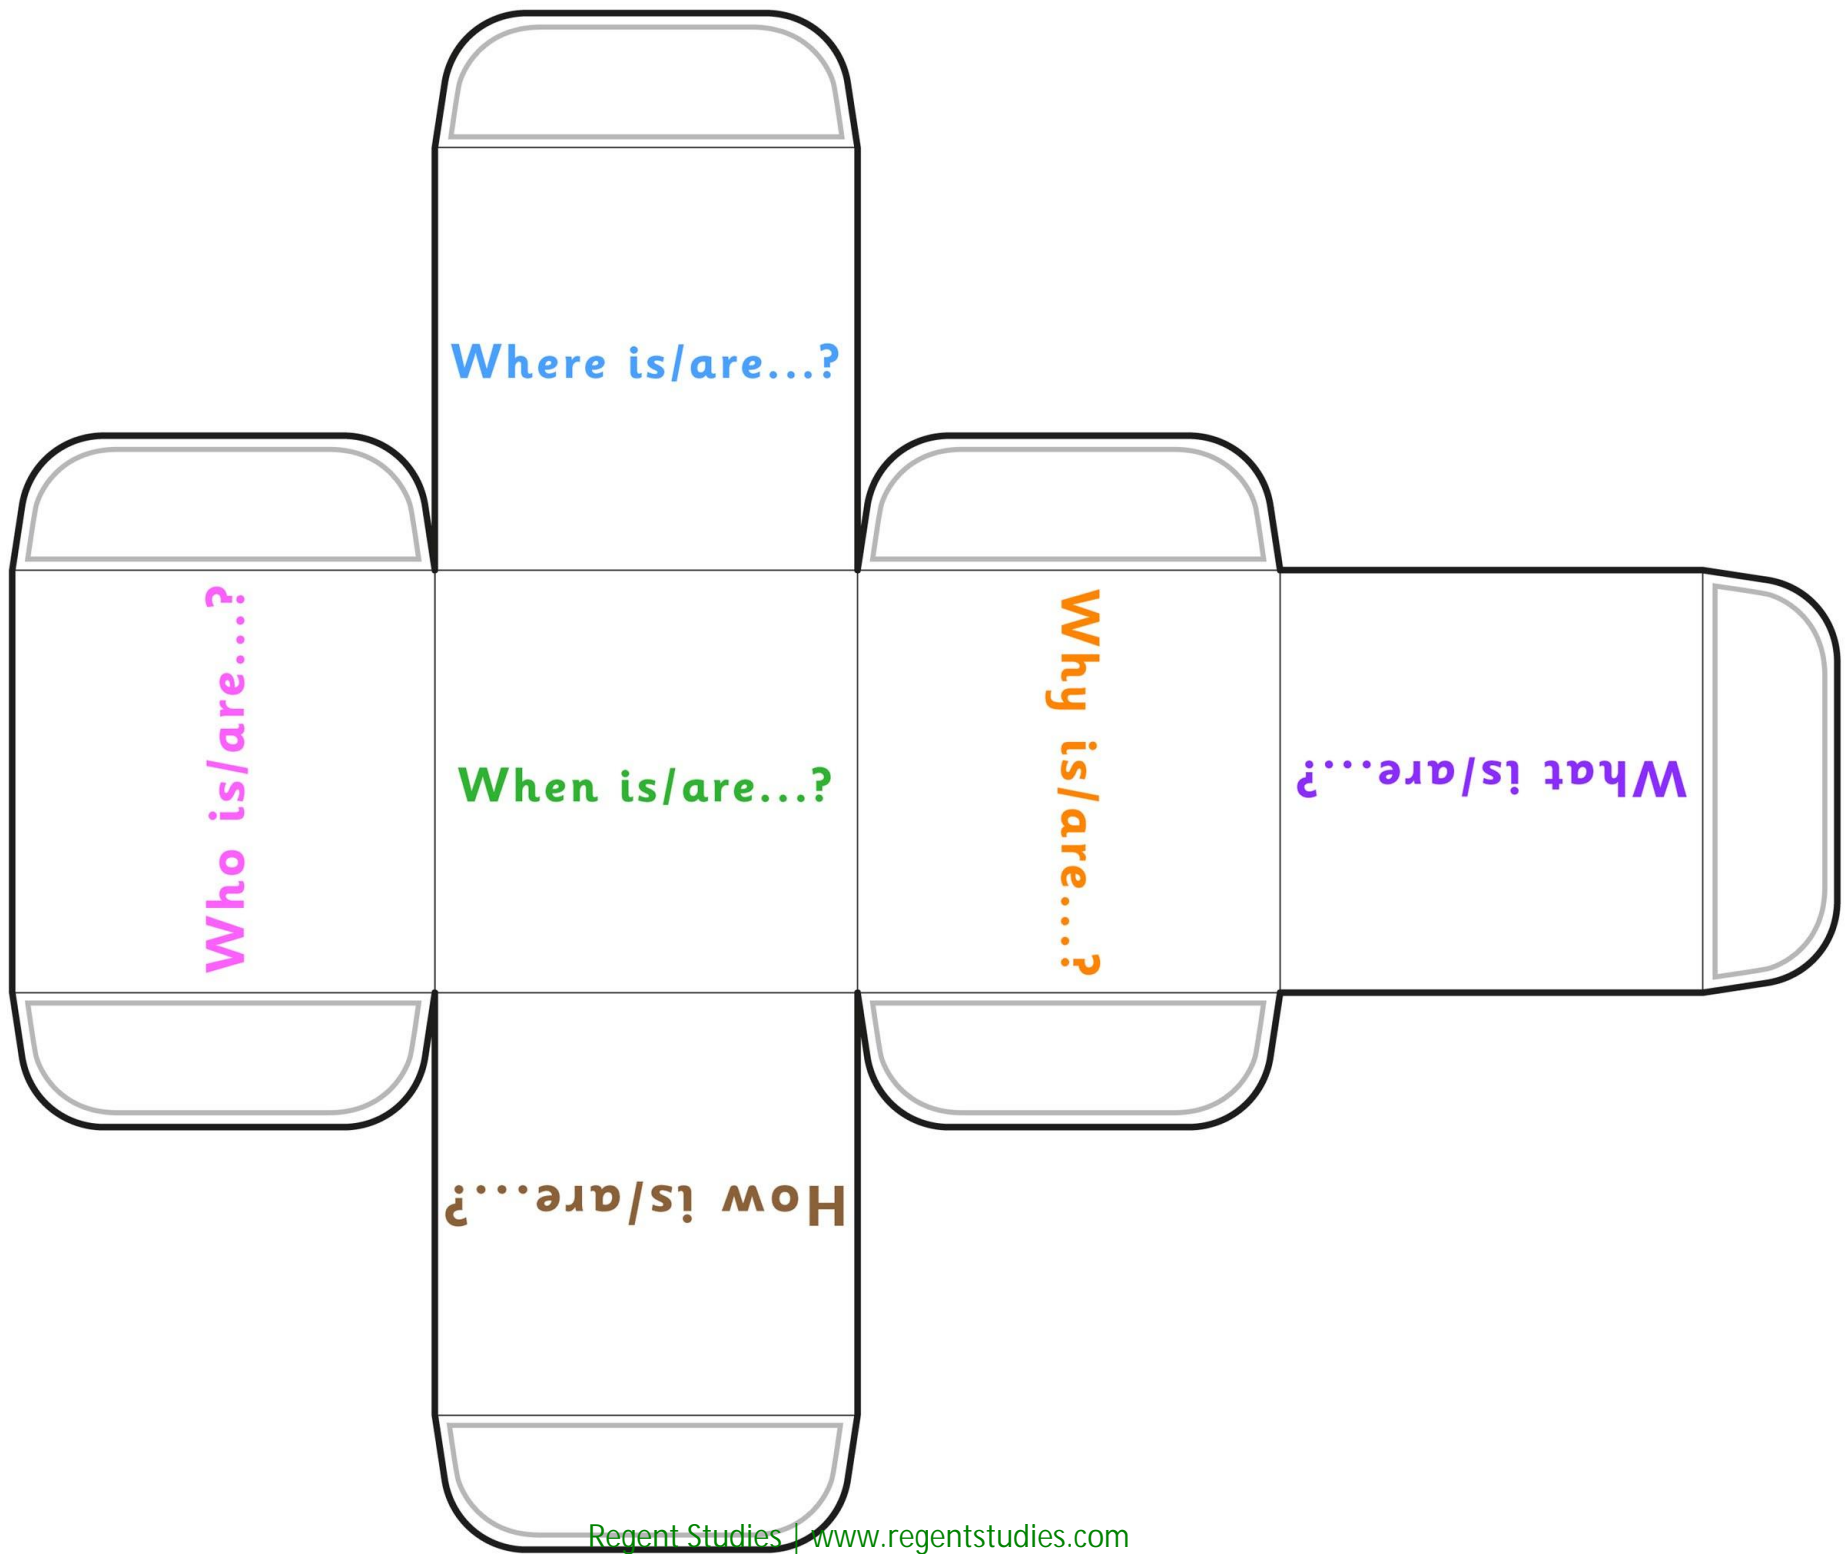 Where is/are...?
Who is/are...?
When is/are...?
Why is/are...?
What is/are...?
How is/are...?
Regent Studies | www.regentstudies.com